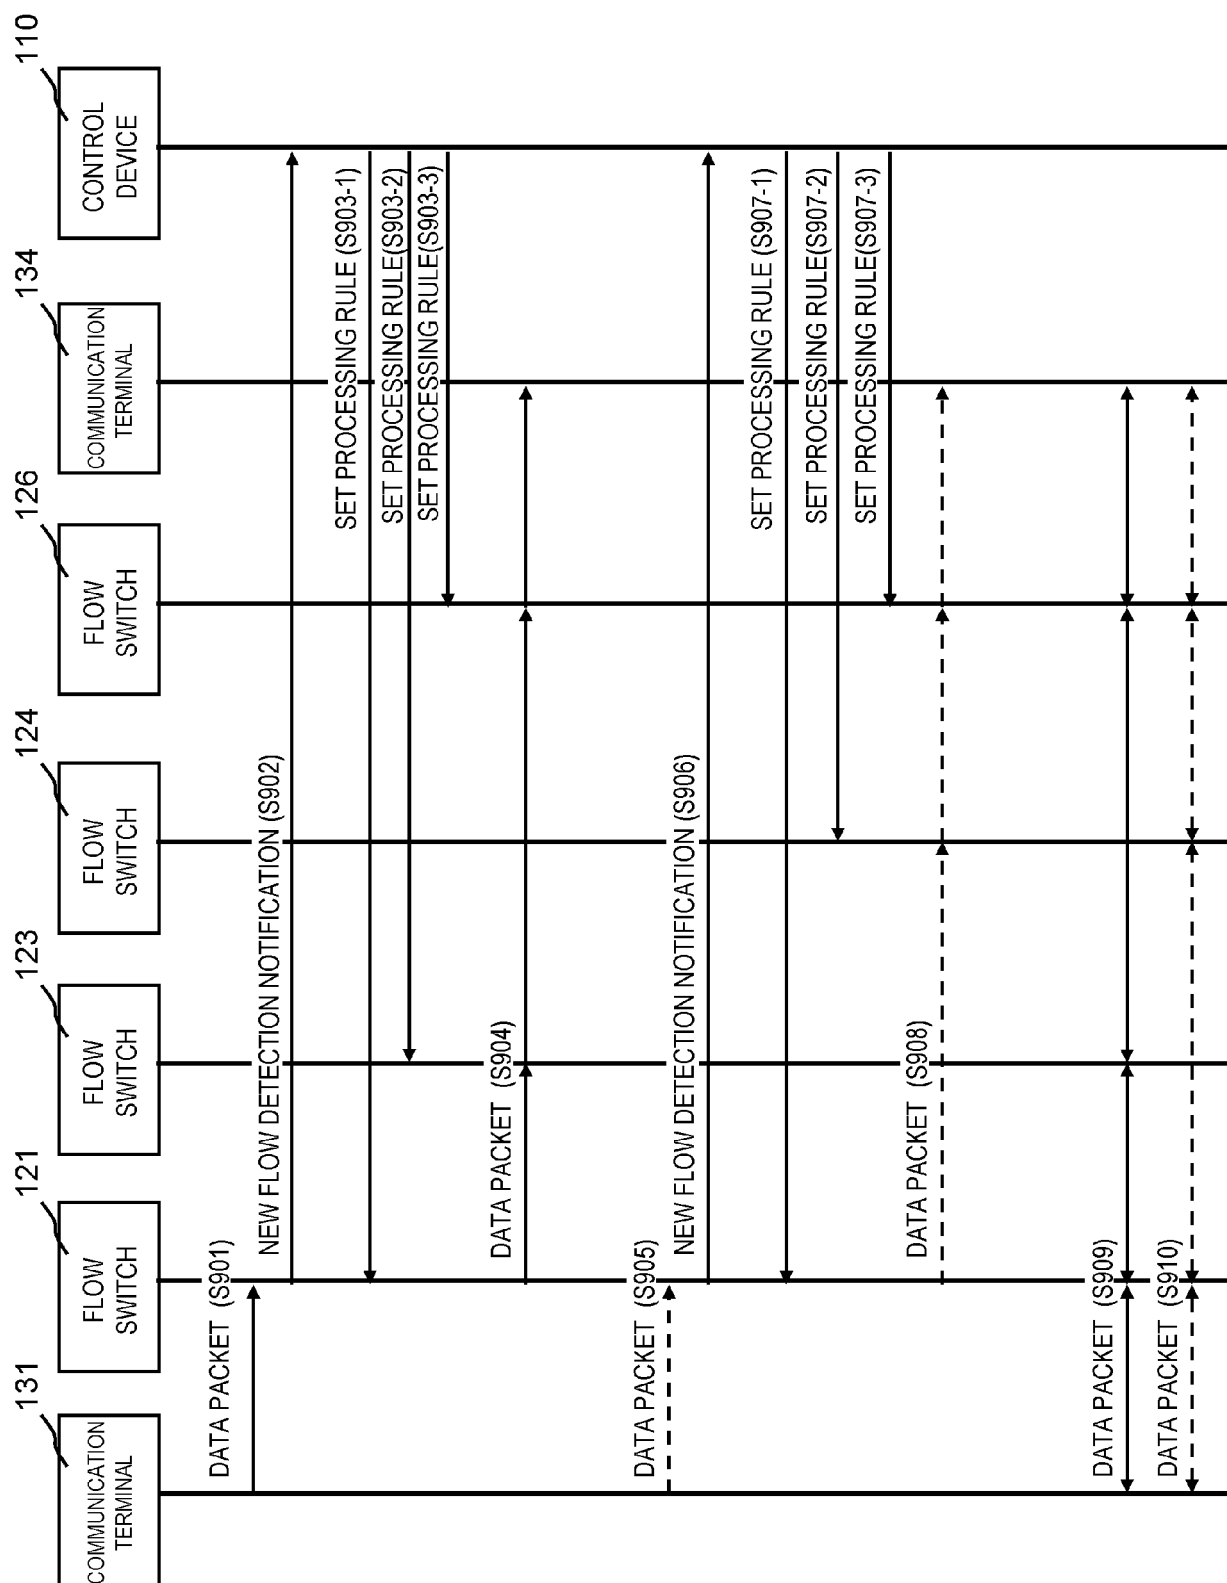 131
COMMUNICATION
TERMINAL
121
FLOW
SWITCH
123
FLOW
SWITCH
124
FLOW
SWITCH
126
FLOW
SWITCH
134
COMMUNICATION
TERMINAL
110
CONTROL
DEVICE
DATA PACKET (S901)
NEW FLOW DETECTION NOTIFICATION (S902)
SET PROCESSING RULE (S903-1)
SET PROCESSING RULE(S903-2)
SET PROCESSING RULE(S903-3)
DATA PACKET (S904)
DATA PACKET (S905)
NEW FLOW DETECTION NOTIFICATION (S906)
SET PROCESSING RULE (S907-1)
SET PROCESSING RULE(S907-2)
SET PROCESSING RULE(S907-3)
DATA PACKET (S908)
DATA PACKET (S909)
DATA PACKET (S910)